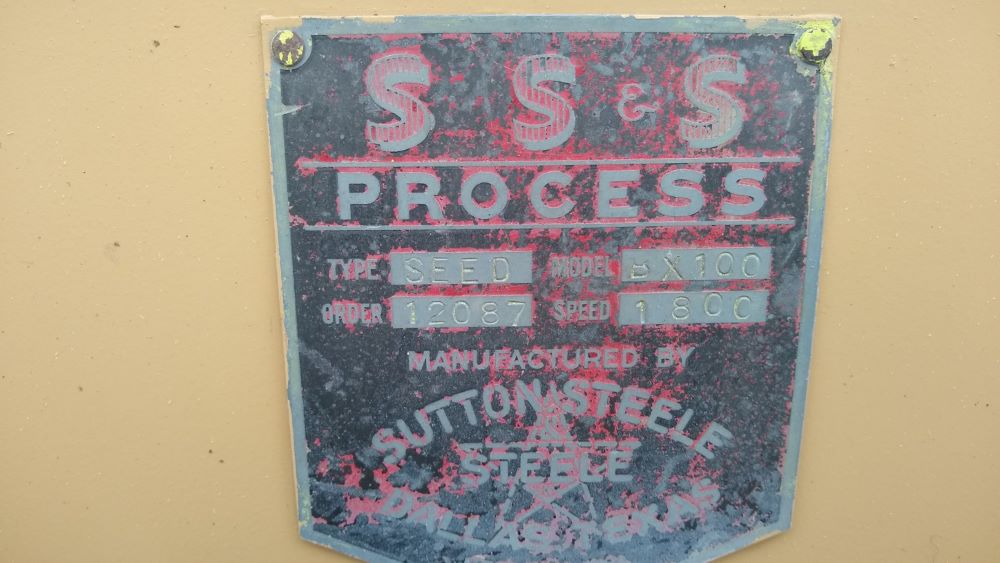 S S & S
PROCESS
TYPE SEED MODEL BX100
ORDER 12087 SPEED 1800
MANUFACTURED BY
SUTTON STEELE
STEELE
DALLAS TEXAS